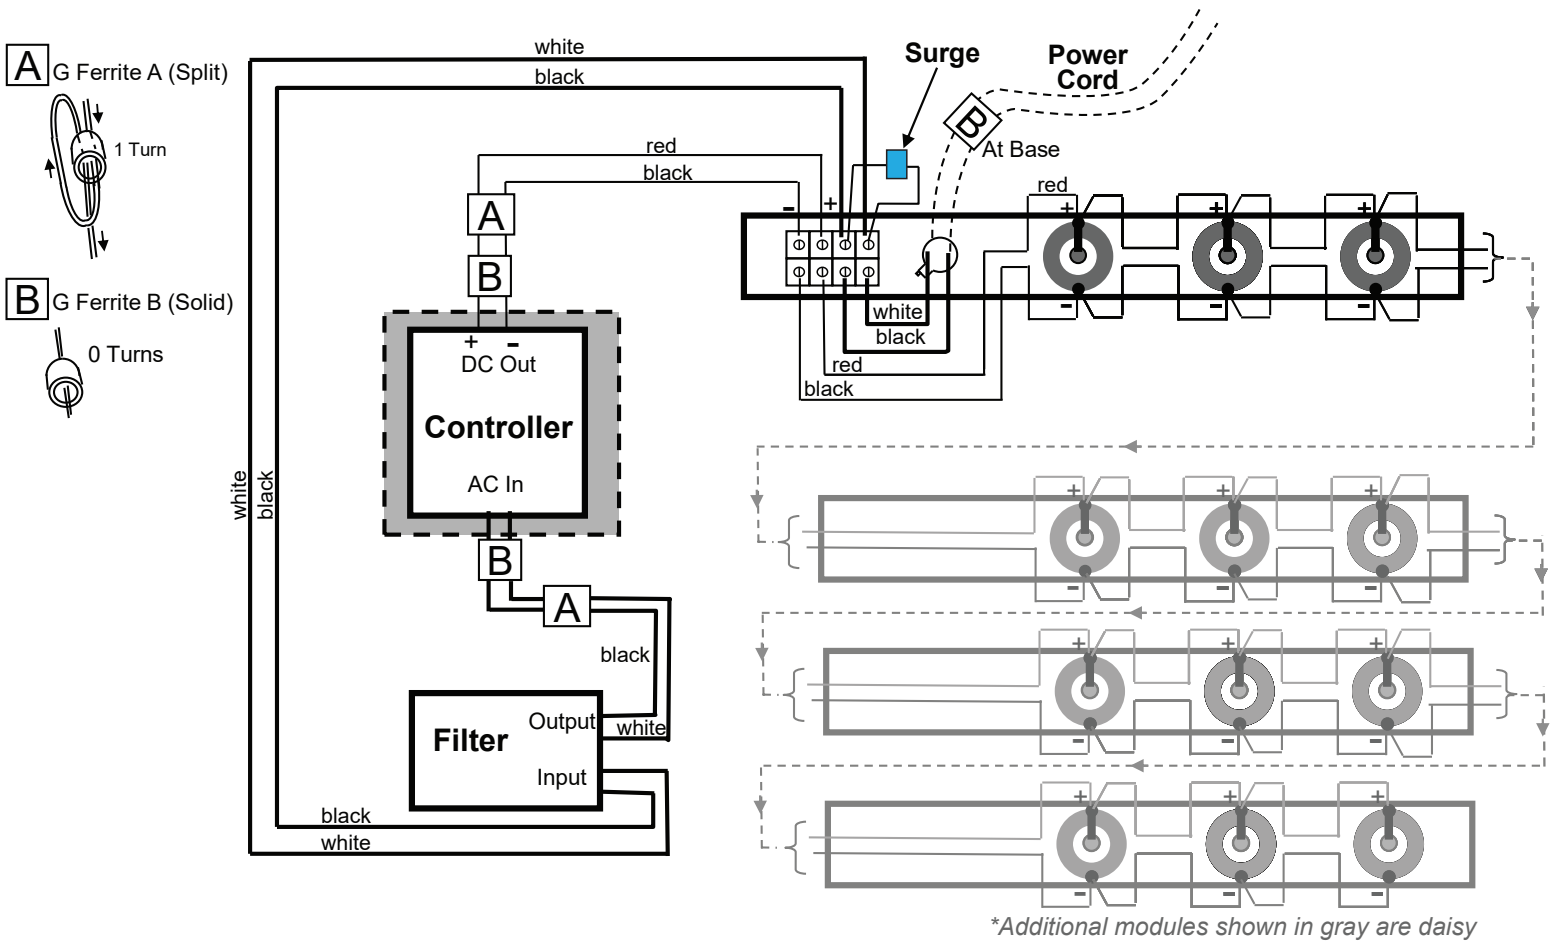 A G Ferrite A (Split)
1 Turn
B G Ferrite B (Solid)
0 Turns
white
black
red
black
Surge
Power
Cord
B
At Base
A
B
- +
red
+ + +
- - -
white
black
red
black
+ -
DC Out
Controller
AC In
B
A
white
black
black
white
Filter
Output
Input
black
white
+ + +
- - -
+ + +
- - -
+ + +
- - -
*Additional modules shown in gray are daisy